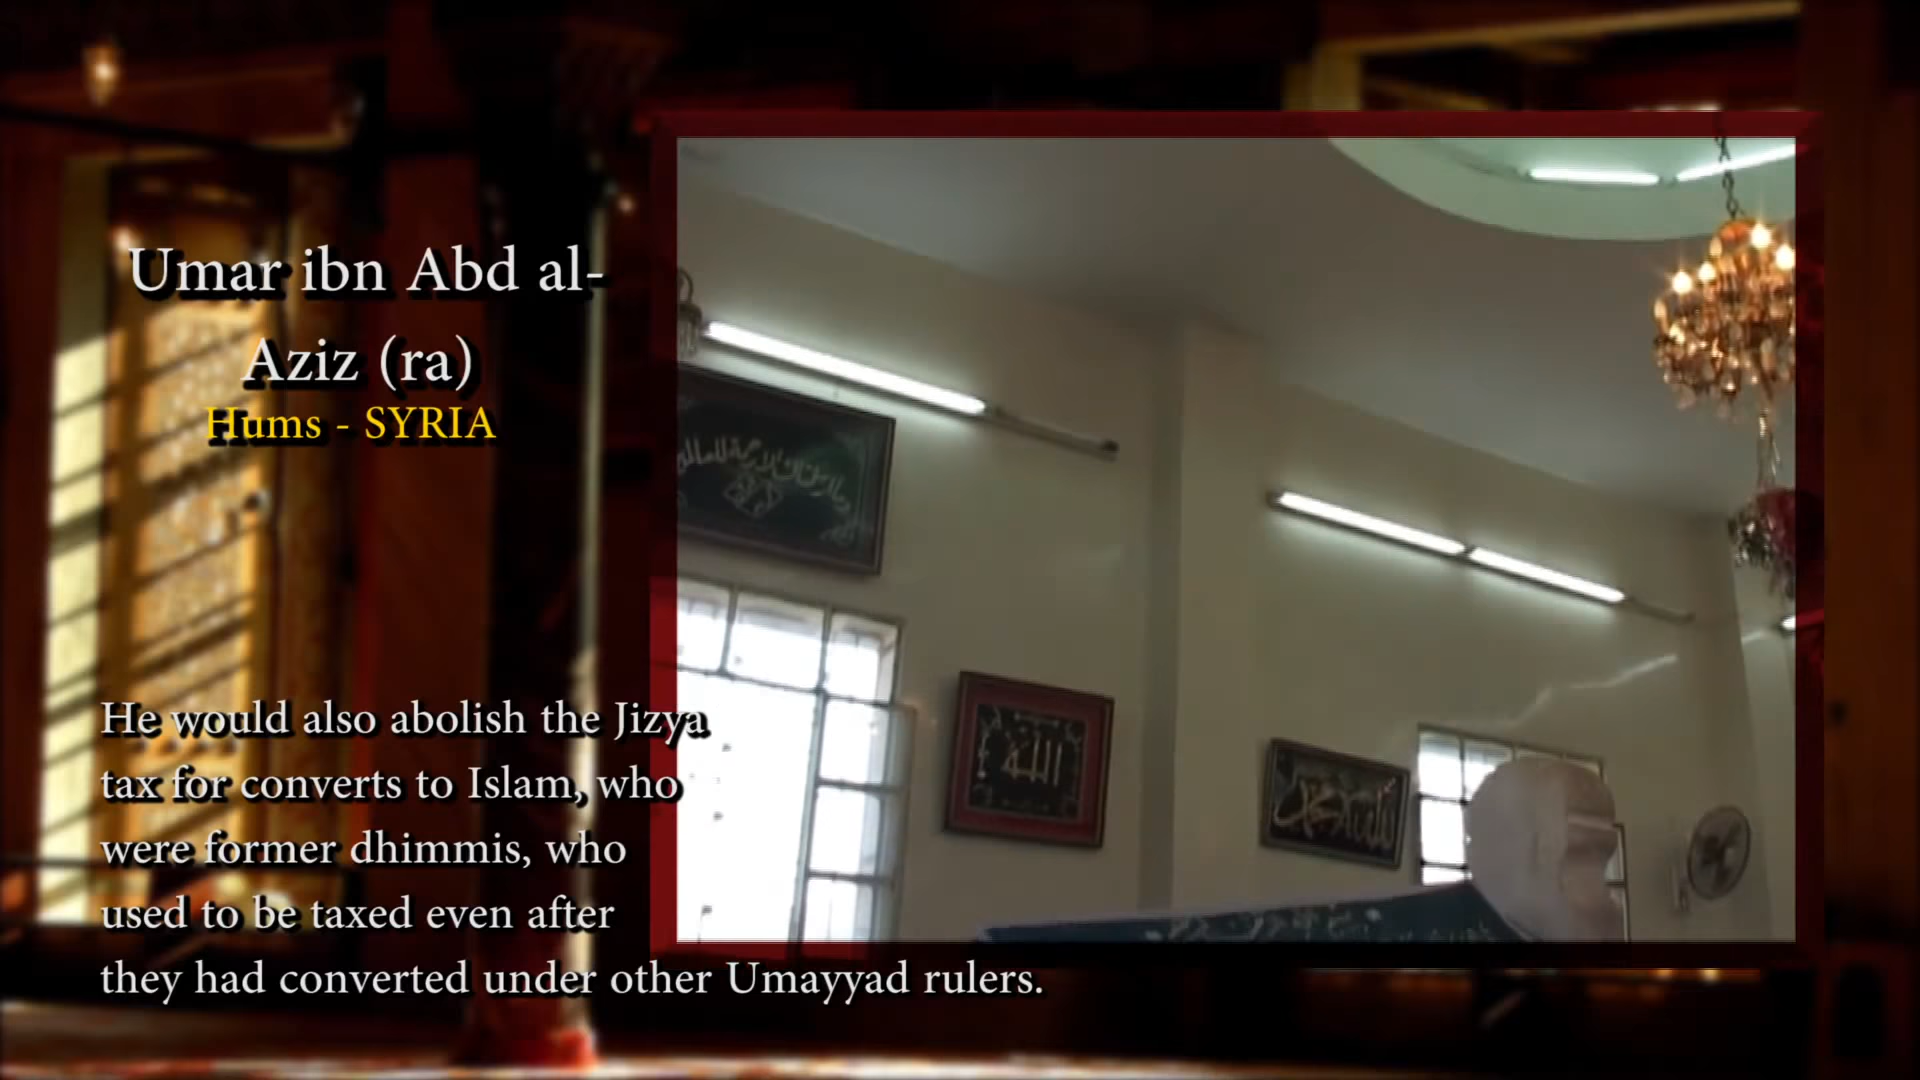 Umar ibn Abd al-
Aziz (ra)
Hums - SYRIA
He would also abolish the Jizya
tax for converts to Islam, who
were former dhimmis, who
used to be taxed even after
they had converted under other Umayyad rulers.
الله